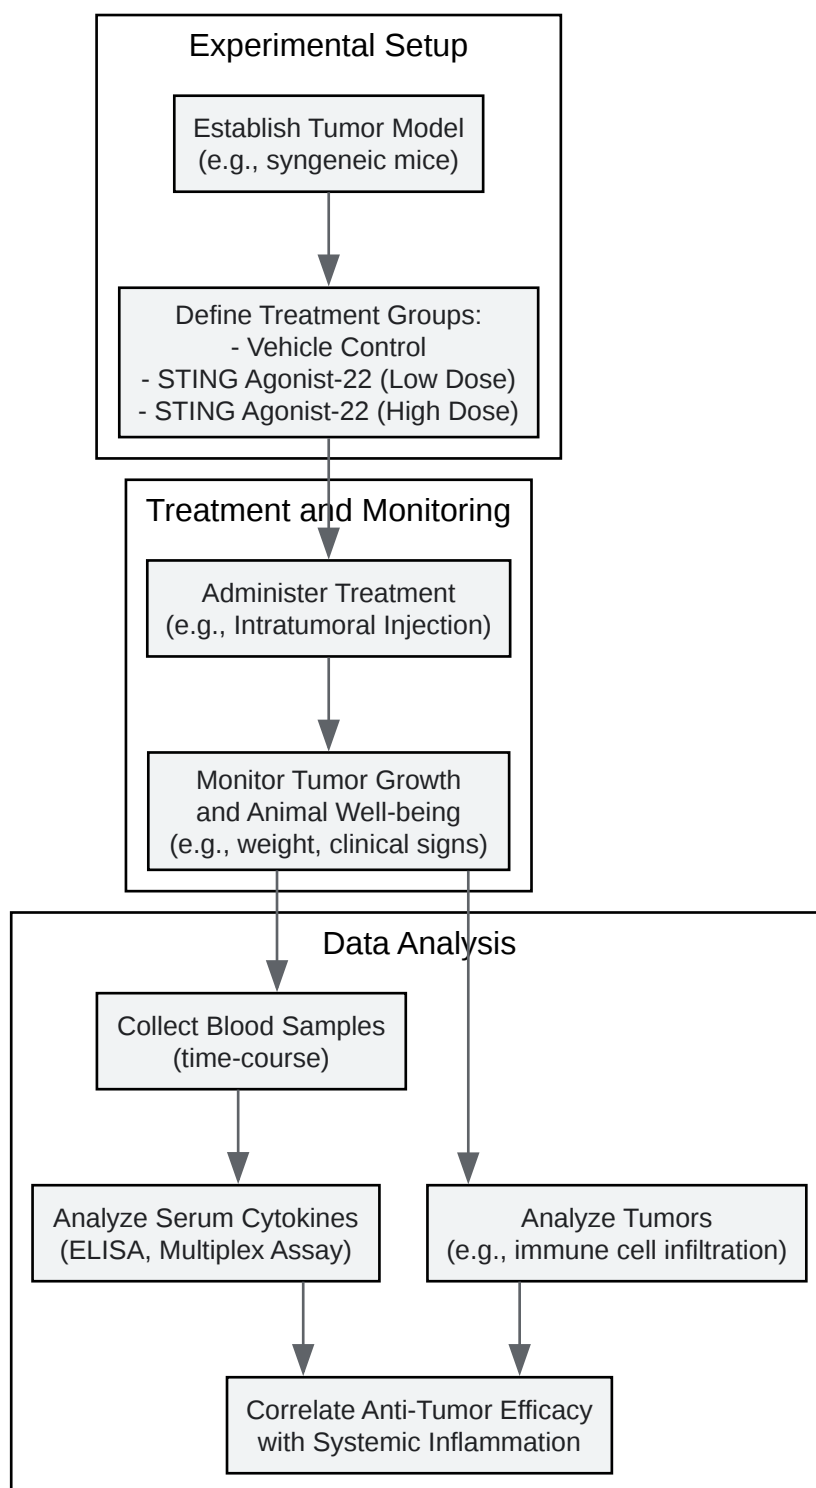 Experimental Setup
Establish Tumor Model
(e.g., syngeneic mice)
Define Treatment Groups:
- Vehicle Control
- STING Agonist-22 (Low Dose)
- STING Agonist-22 (High Dose)
Treatment and Monitoring
Administer Treatment
(e.g., Intratumoral Injection)
Monitor Tumor Growth
and Animal Well-being
(e.g., weight, clinical signs)
Data Analysis
Collect Blood Samples
(time-course)
Analyze Serum Cytokines
(ELISA, Multiplex Assay)
Analyze Tumors
(e.g., immune cell infiltration)
Correlate Anti-Tumor Efficacy
with Systemic Inflammation